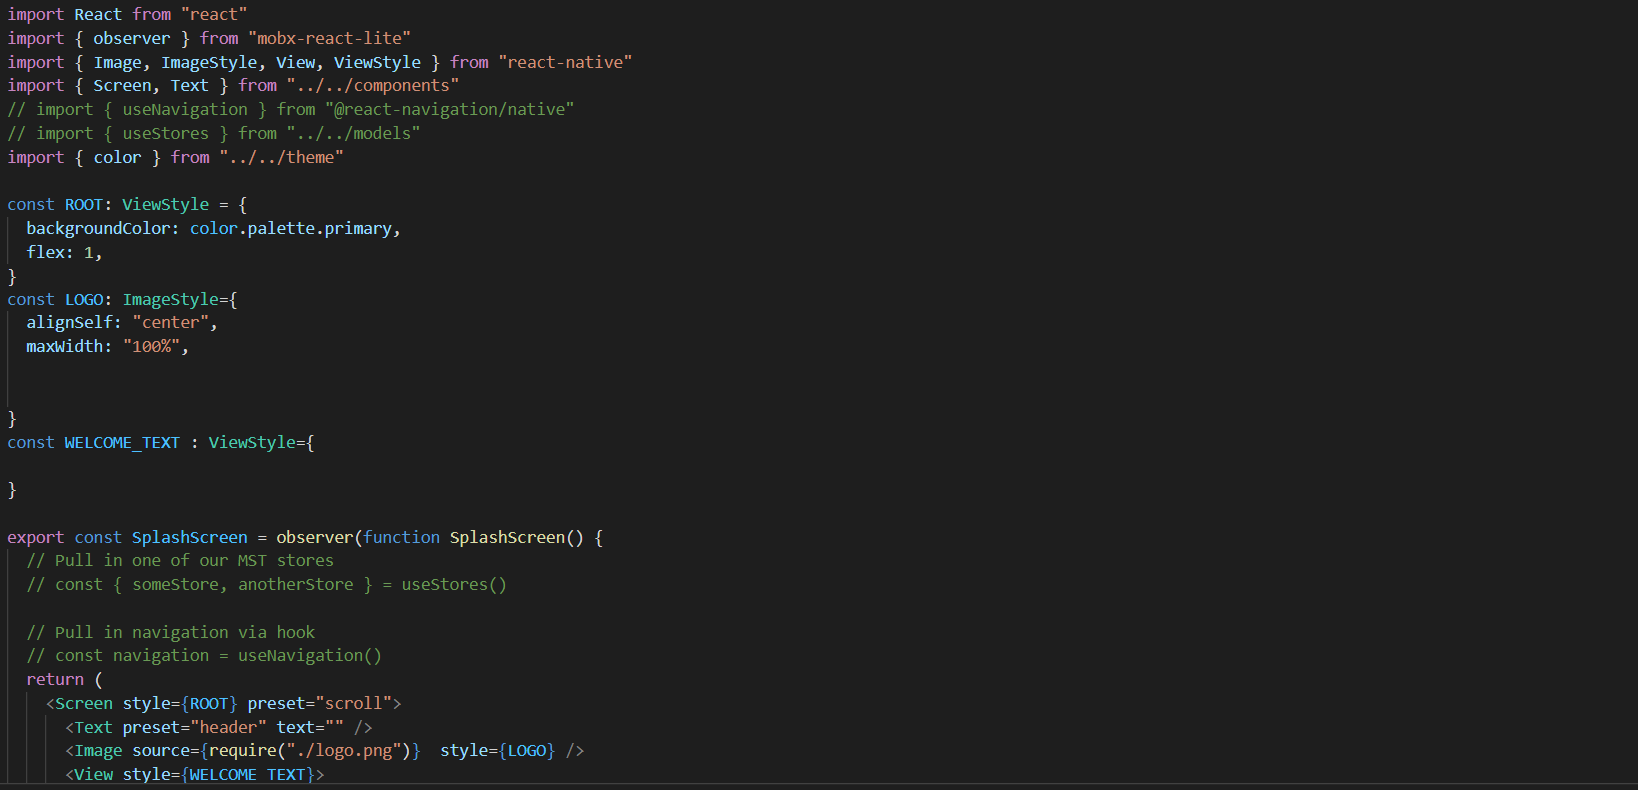 import React from "react"
import { observer } from "mobx-react-lite"
import { Image, ImageStyle, View, ViewStyle } from "react-native"
import { Screen, Text } from "../../components"
// import { useNavigation } from "@react-navigation/native"
// import { useStores } from "../../models"
import { color } from "../../theme"

const ROOT: ViewStyle = {
  backgroundColor: color.palette.primary,
  flex: 1,
}
const LOGO: ImageStyle={
  alignSelf: "center",
  maxWidth: "100%",


}
const WELCOME_TEXT : ViewStyle={

}

export const SplashScreen = observer(function SplashScreen() {
  // Pull in one of our MST stores
  // const { someStore, anotherStore } = useStores()

  // Pull in navigation via hook
  // const navigation = useNavigation()
  return (
    <Screen style={ROOT} preset="scroll">
      <Text preset="header" text="" />
      <Image source={require("./logo.png")}  style={LOGO} />
      <View style={WELCOME_TEXT}>